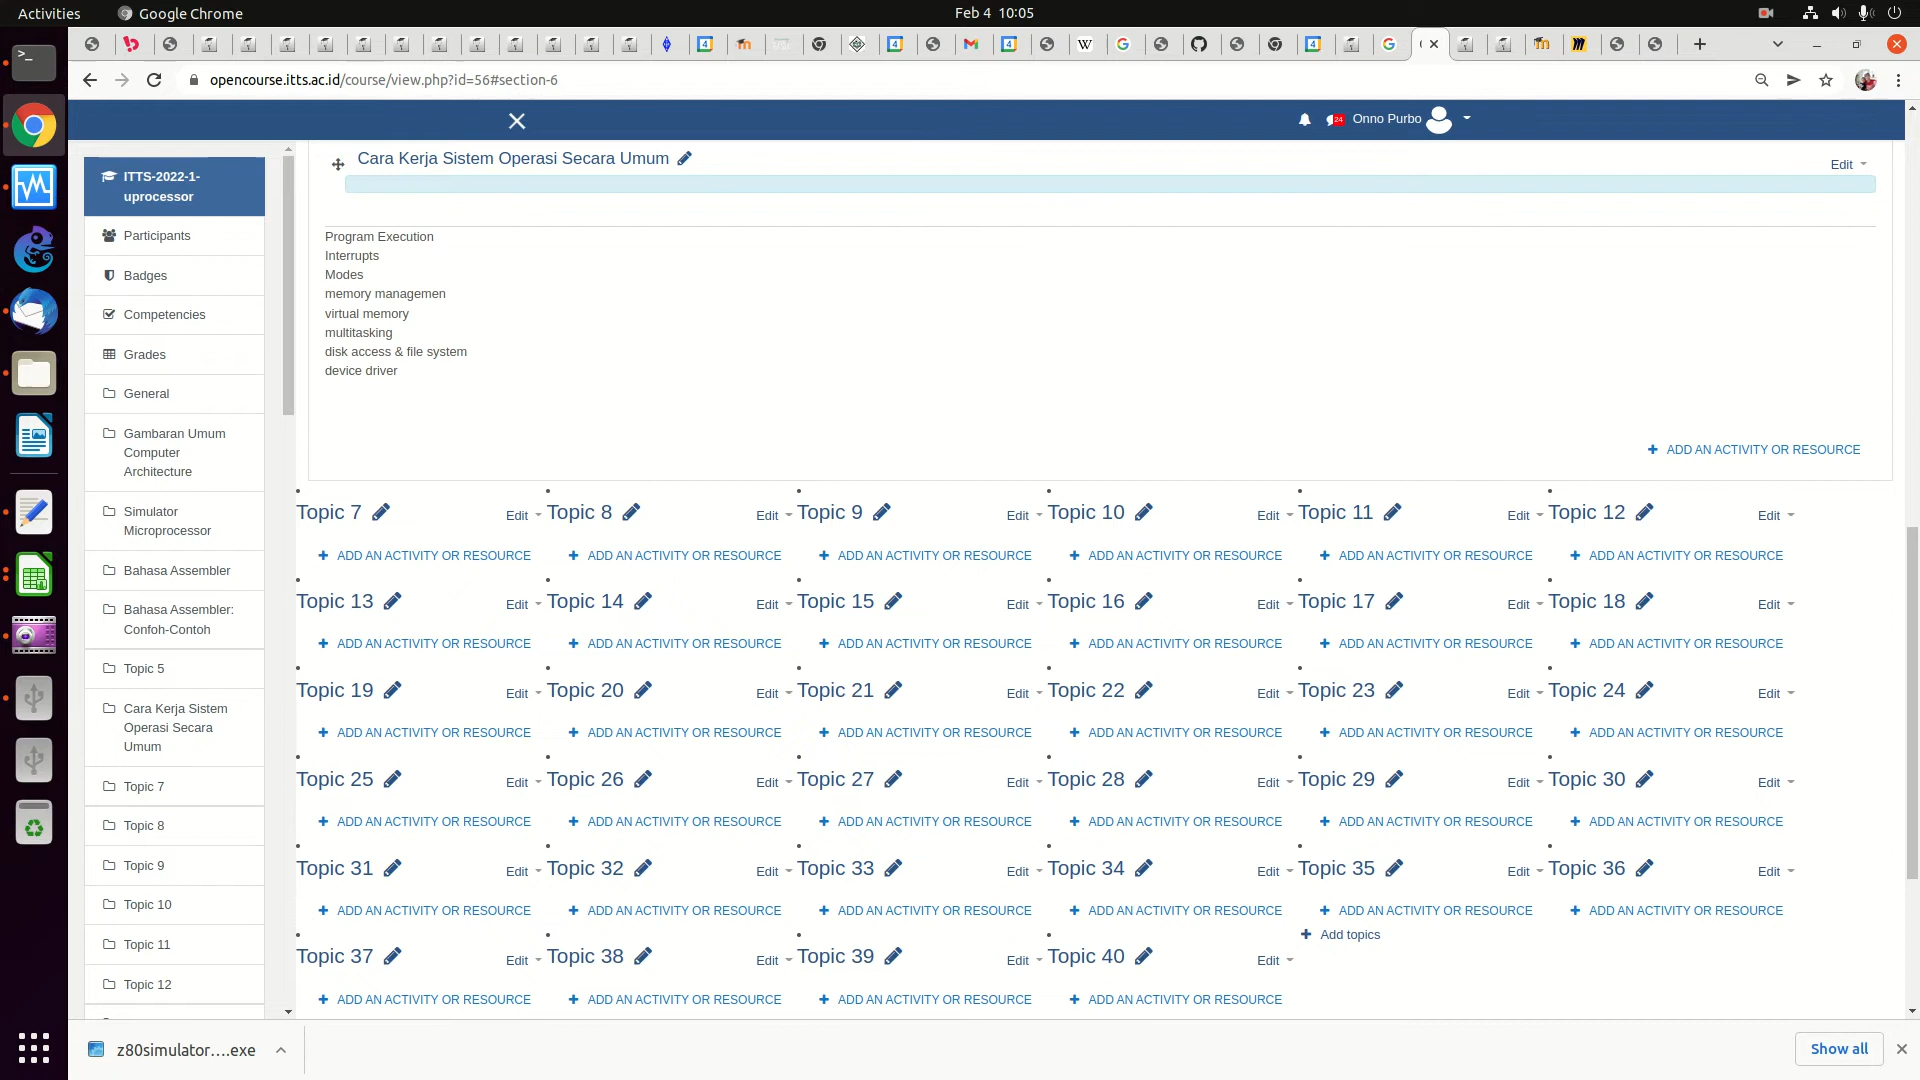 Activities
Google Chrome
Feb 4 10:05
opencourse.itts.ac.id/course/view.php?id=56#section-6
24
Onno Purbo
ITTS-2022-1-
uprocessor
Participants
Badges
Competencies
Grades
General
Gambaran Umum
Computer
Architecture
Simulator
Microprocessor
Bahasa Assembler
Bahasa Assembler:
Confoh-Contoh
Topic 5
Cara Kerja Sistem
Operasi Secara
Umum
Topic 7
Topic 8
Topic 9
Topic 10
Topic 11
Topic 12
Cara Kerja Sistem Operasi Secara Umum
Edit
Program Execution
Interrupts
Modes
memory managemen
virtual memory
multitasking
disk access & file system
device driver
+ ADD AN ACTIVITY OR RESOURCE
Topic 7 Edit Topic 8 Edit Topic 9 Edit Topic 10 Edit Topic 11 Edit Topic 12 Edit
+ ADD AN ACTIVITY OR RESOURCE + ADD AN ACTIVITY OR RESOURCE + ADD AN ACTIVITY OR RESOURCE + ADD AN ACTIVITY OR RESOURCE + ADD AN ACTIVITY OR RESOURCE + ADD AN ACTIVITY OR RESOURCE
Topic 13 Edit Topic 14 Edit Topic 15 Edit Topic 16 Edit Topic 17 Edit Topic 18 Edit
+ ADD AN ACTIVITY OR RESOURCE + ADD AN ACTIVITY OR RESOURCE + ADD AN ACTIVITY OR RESOURCE + ADD AN ACTIVITY OR RESOURCE + ADD AN ACTIVITY OR RESOURCE + ADD AN ACTIVITY OR RESOURCE
Topic 19 Edit Topic 20 Edit Topic 21 Edit Topic 22 Edit Topic 23 Edit Topic 24 Edit
+ ADD AN ACTIVITY OR RESOURCE + ADD AN ACTIVITY OR RESOURCE + ADD AN ACTIVITY OR RESOURCE + ADD AN ACTIVITY OR RESOURCE + ADD AN ACTIVITY OR RESOURCE + ADD AN ACTIVITY OR RESOURCE
Topic 25 Edit Topic 26 Edit Topic 27 Edit Topic 28 Edit Topic 29 Edit Topic 30 Edit
+ ADD AN ACTIVITY OR RESOURCE + ADD AN ACTIVITY OR RESOURCE + ADD AN ACTIVITY OR RESOURCE + ADD AN ACTIVITY OR RESOURCE + ADD AN ACTIVITY OR RESOURCE + ADD AN ACTIVITY OR RESOURCE
Topic 31 Edit Topic 32 Edit Topic 33 Edit Topic 34 Edit Topic 35 Edit Topic 36 Edit
+ ADD AN ACTIVITY OR RESOURCE + ADD AN ACTIVITY OR RESOURCE + ADD AN ACTIVITY OR RESOURCE + ADD AN ACTIVITY OR RESOURCE + ADD AN ACTIVITY OR RESOURCE + ADD AN ACTIVITY OR RESOURCE
+ Add topics
Topic 37 Edit Topic 38 Edit Topic 39 Edit Topic 40 Edit
+ ADD AN ACTIVITY OR RESOURCE + ADD AN ACTIVITY OR RESOURCE + ADD AN ACTIVITY OR RESOURCE + ADD AN ACTIVITY OR RESOURCE
z80simulator....exe
Show all